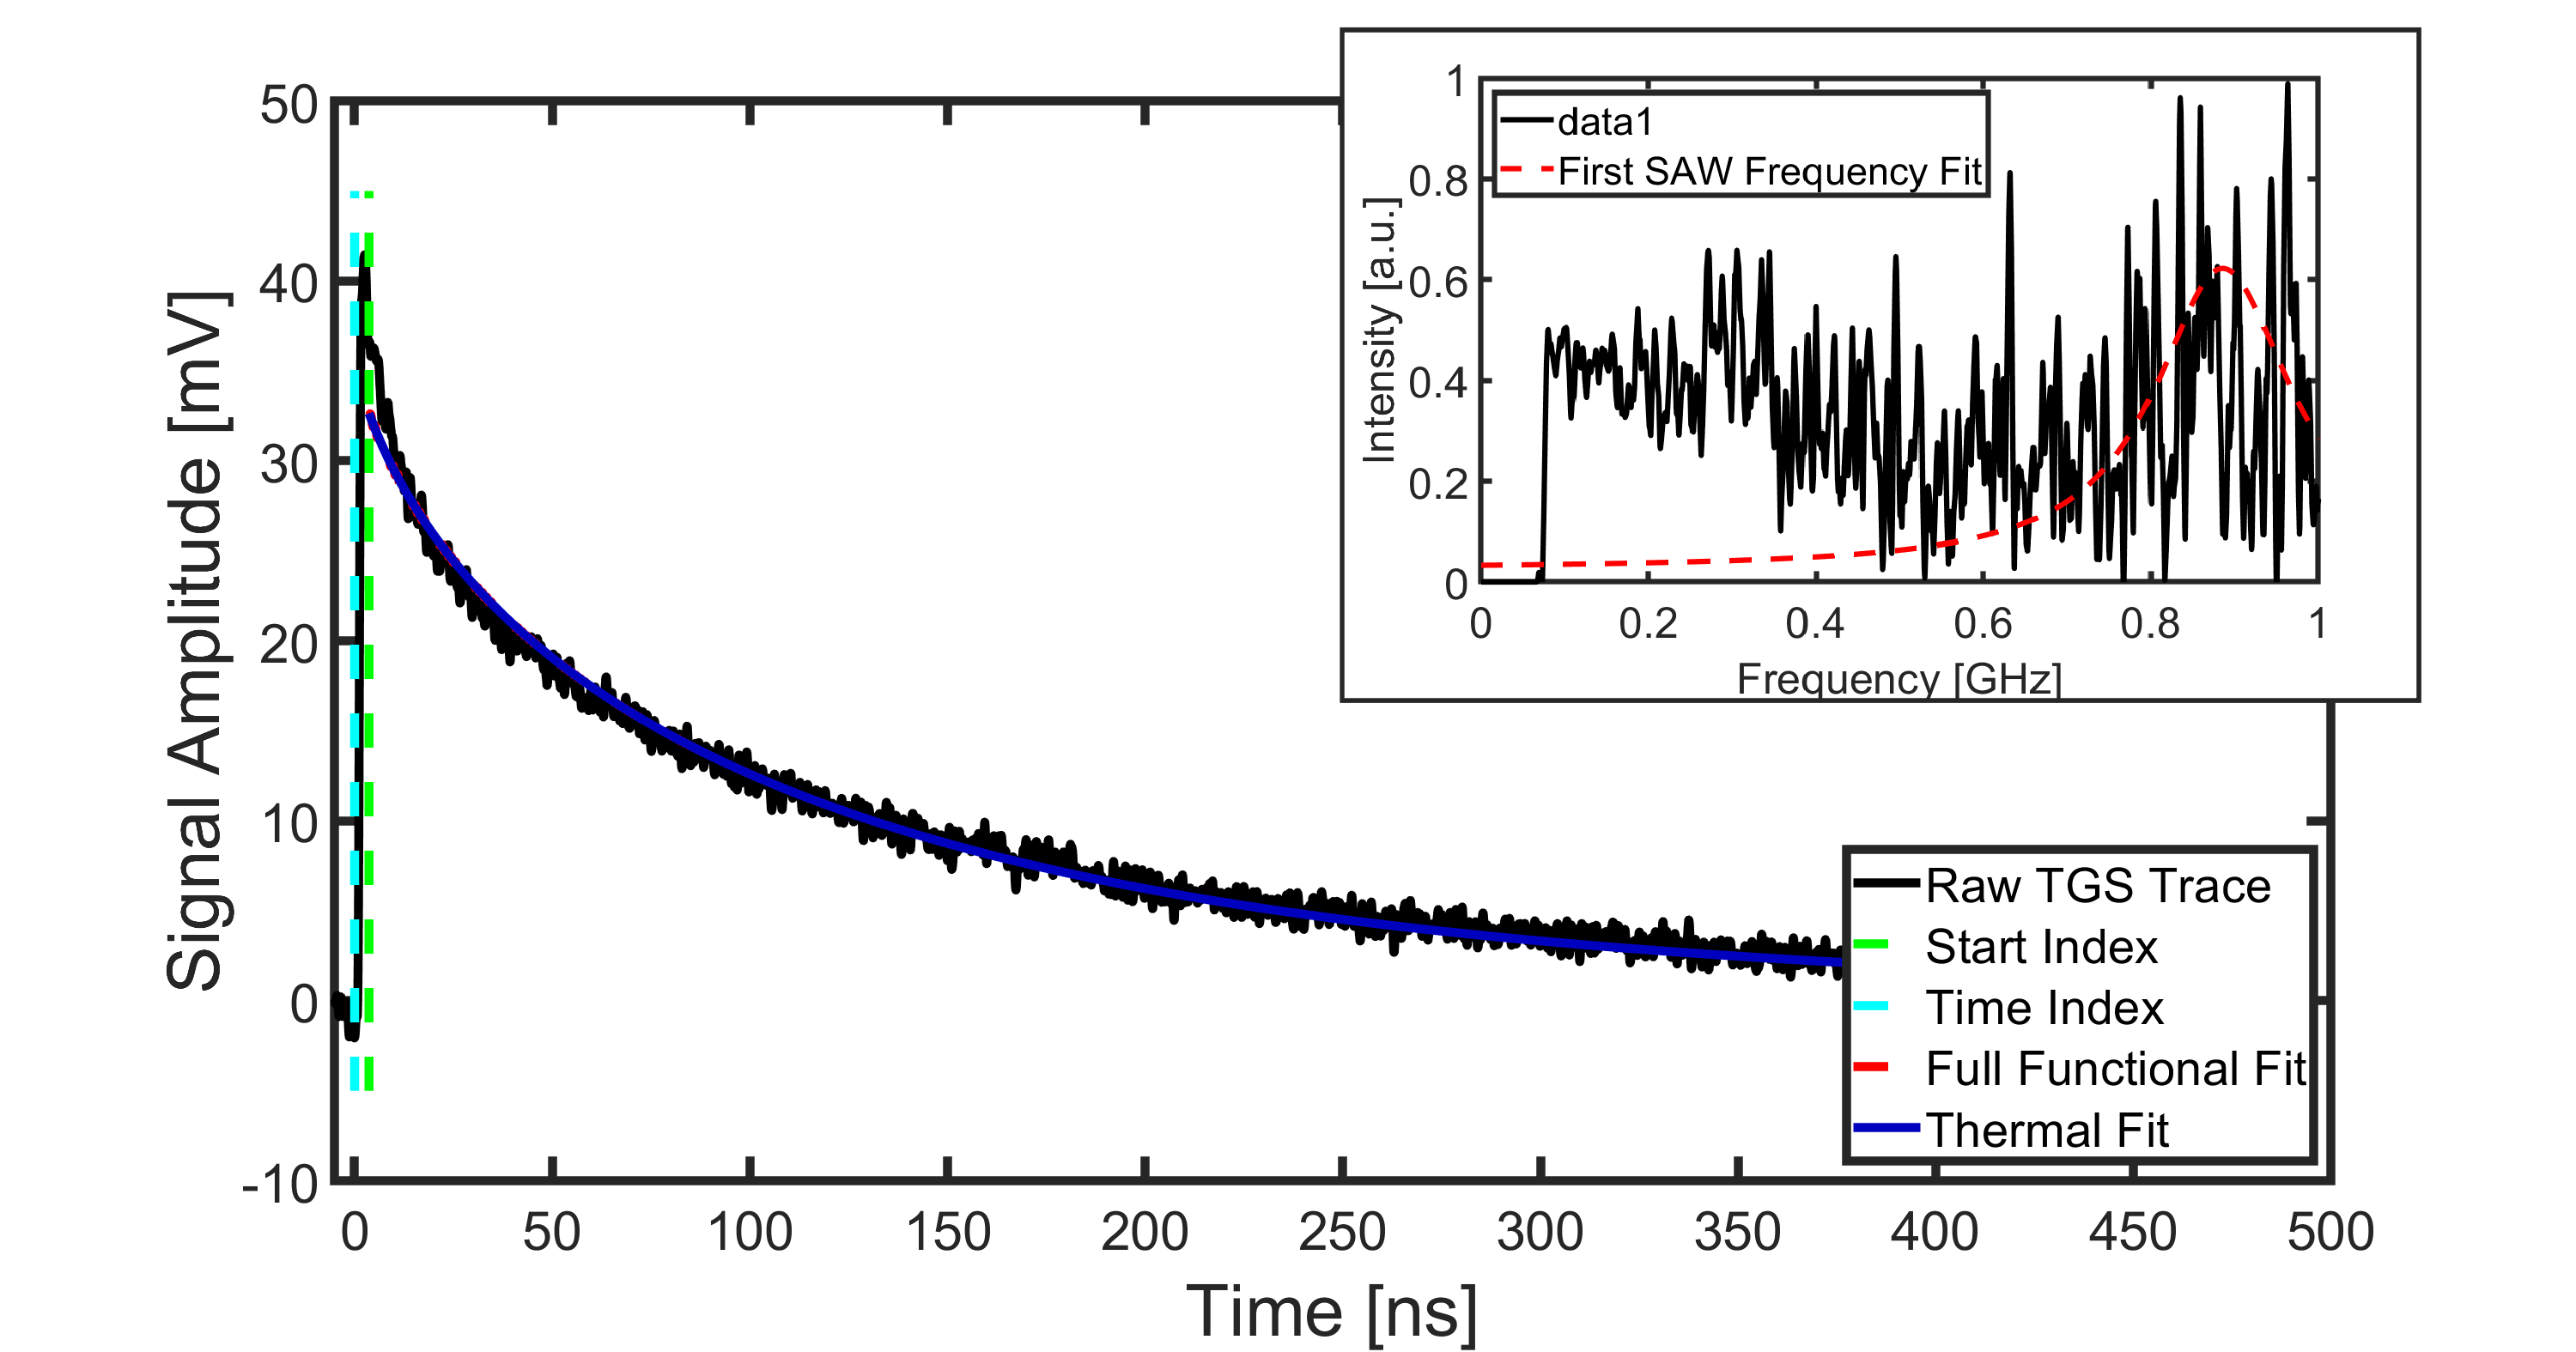 50
40
30
20
10
0
-10
Signal Amplitude [mV]
0 50 100 150 200 250 300 350 400 450 500
Time [ns]
1
0.8
0.6
0.4
0.2
0
Intensity [a.u.]
data1
First SAW Frequency Fit
0 0.2 0.4 0.6 0.8 1
Frequency [GHz]
Raw TGS Trace
Start Index
Time Index
Full Functional Fit
Thermal Fit